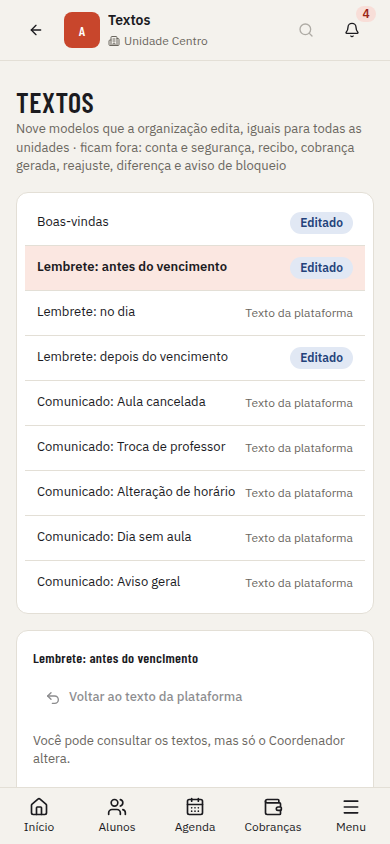 A
Textos
Unidade Centro
4
TEXTOS
Nove modelos que a organização edita, iguais para todas as
unidades · ficam fora: conta e segurança, recibo, cobrança
gerada, reajuste, diferença e aviso de bloqueio
Boas-vindas
Editado
Lembrete: antes do vencimento
Editado
Lembrete: no dia
Texto da plataforma
Lembrete: depois do vencimento
Editado
Comunicado: Aula cancelada
Texto da plataforma
Comunicado: Troca de professor
Texto da plataforma
Comunicado: Alteração de horário
Texto da plataforma
Comunicado: Dia sem aula
Texto da plataforma
Comunicado: Aviso geral
Texto da plataforma
Lembrete: antes do vencimento
Voltar ao texto da plataforma
Você pode consultar os textos, mas só o Coordenador
altera.
Início
Alunos
Agenda
Cobranças
Menu